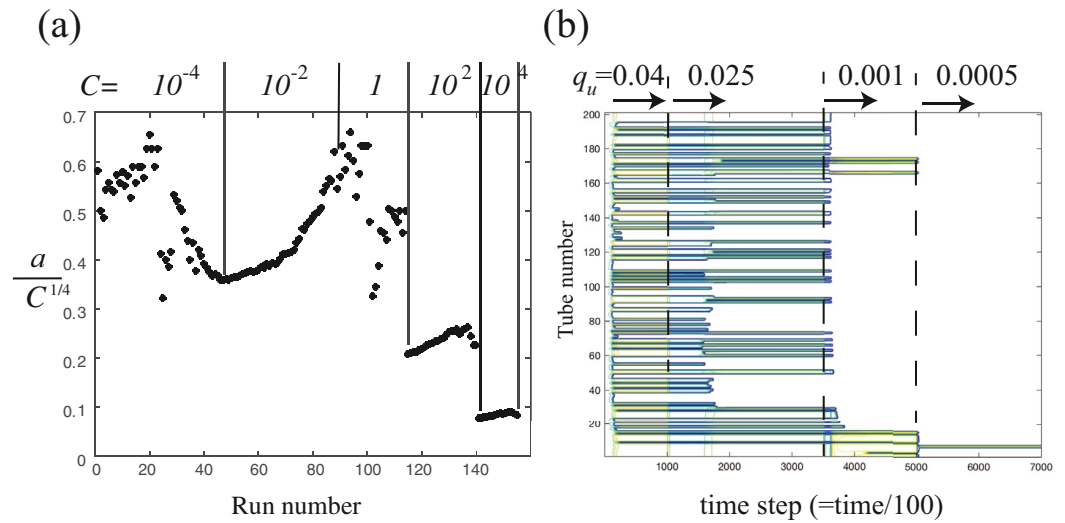 (a)
(b)
C= 10^-4 10^-2 1 10^2 10^4
q_u=0.04 0.025 0.001 0.0005
a
C^1/4
0.7
0.6
0.5
0.4
0.3
0.2
0.1
0
0 20 40 60 80 100 120 140
Run number
Tube number
200
180
160
140
120
100
80
60
40
20
1000 2000 3000 4000 5000 6000 7000
time step (=time/100)